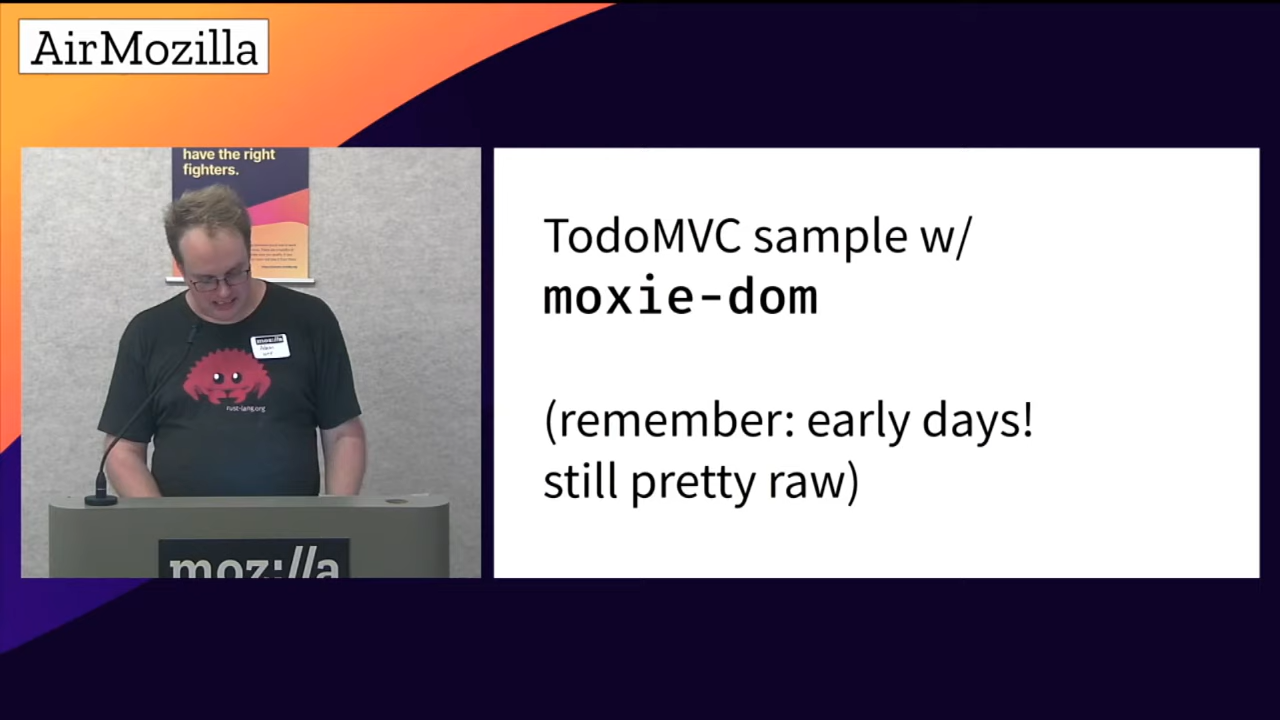 AirMozilla
have the right
fighters.
mozilla
rust-lang.org
moz://a
TodoMVC sample w/
moxie-dom
(remember: early days!
still pretty raw)